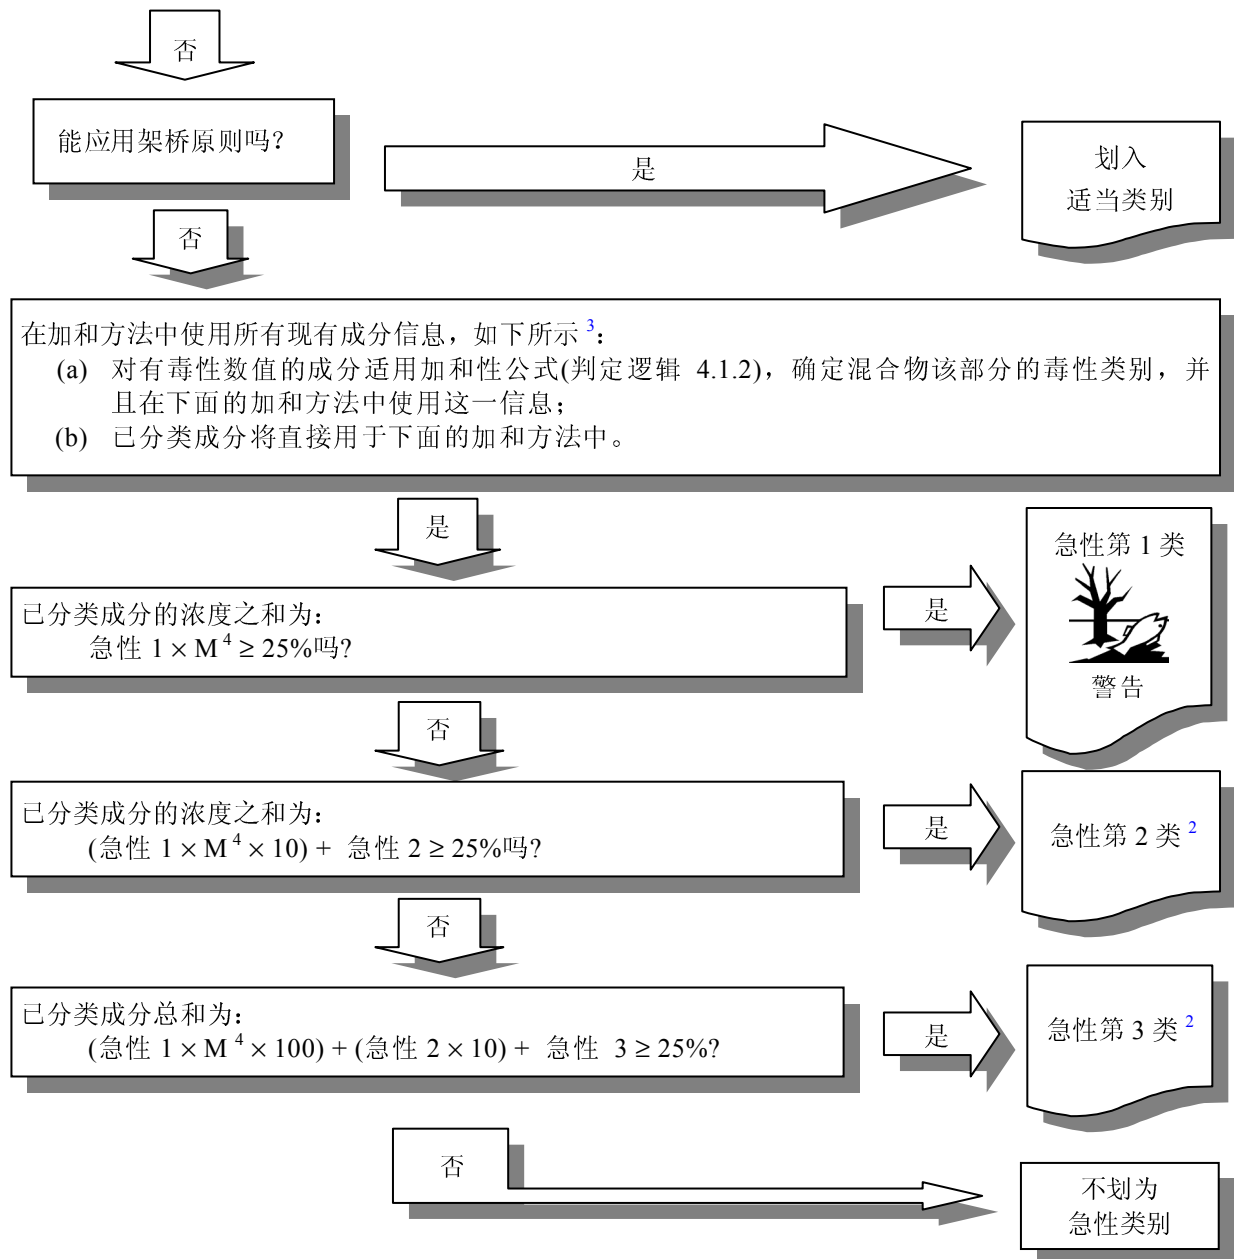 否
能应用架桥原则吗？
是
划入
适当类别
否
在加和方法中使用所有现有成分信息，如下所示 3：
(a) 对有毒性数值的成分适用加和性公式(判定逻辑 4.1.2)，确定混合物该部分的毒性类别，并
且在下面的加和方法中使用这一信息；
(b) 已分类成分将直接用于下面的加和方法中。
是
已分类成分的浓度之和为：
急性 1 × M 4 ≥ 25%吗?
是
急性第 1 类
警告
否
已分类成分的浓度之和为：
(急性 1 × M 4 × 10) + 急性 2 ≥ 25%吗?
是
急性第 2 类 2
否
已分类成分总和为：
(急性 1 × M 4 × 100) + (急性 2 × 10) + 急性 3 ≥ 25%?
是
急性第 3 类 2
否
不划为
急性类别